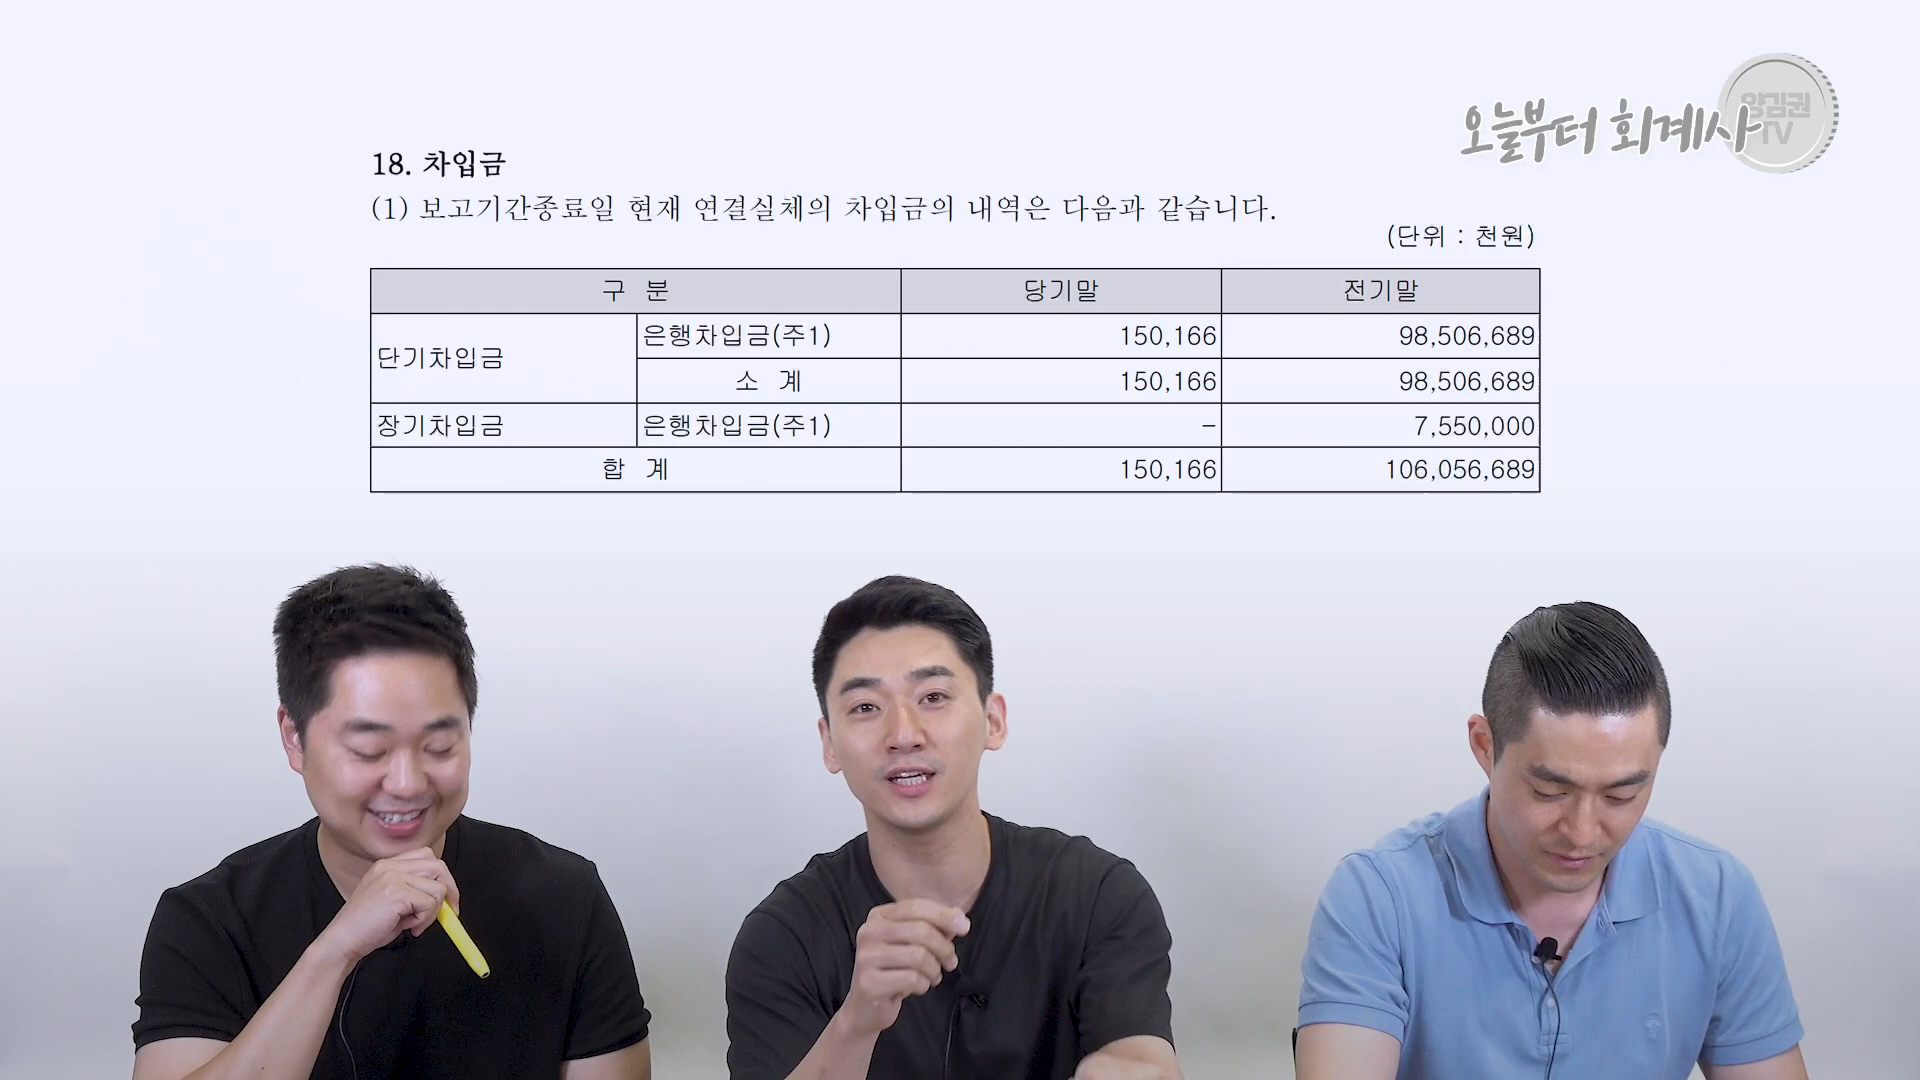 양김권
TV
오늘부터 회계사
18. 차입금
(1) 보고기간종료일 현재 연결실체의 차입금의 내역은 다음과 같습니다.
(단위 : 천원)
구 분 당기말 전기말
단기차입금 은행차입금(주1) 150,166 98,506,689
소 계 150,166 98,506,689
장기차입금 은행차입금(주1) - 7,550,000
합 계 150,166 106,056,689